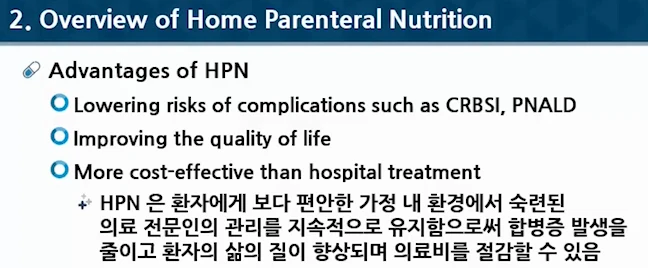 2. Overview of Home Parenteral Nutrition
Advantages of HPN
Lowering risks of complications such as CRBSI, PNALD
Improving the quality of life
More cost-effective than hospital treatment
HPN 은 환자에게 보다 편안한 가정 내 환경에서 숙련된
의료 전문인의 관리를 지속적으로 유지함으로써 합병증 발생을
줄이고 환자의 삶의 질이 향상되며 의료비를 절감할 수 있음